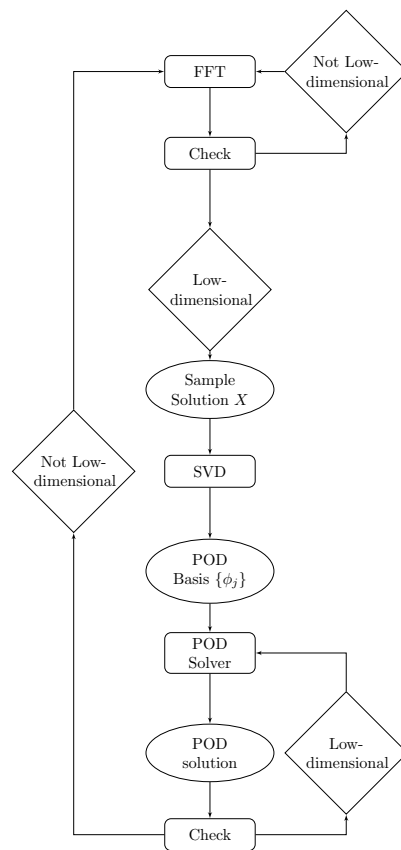 FFT
Not Low-
dimensional
Check
Low-
dimensional
Sample
Solution X
SVD
Not Low-
dimensional
POD
Basis {ϕⱼ}
POD
Solver
POD
solution
Low-
dimensional
Check